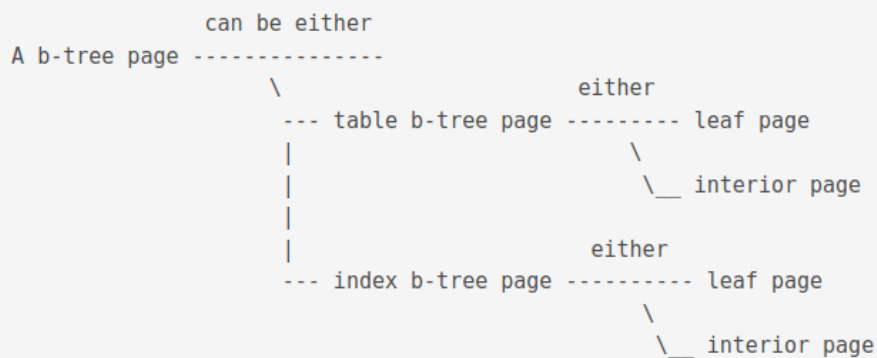 can be either
A b-tree page ---------------
\ either
--- table b-tree page --------- leaf page
| \
| \__ interior page
|
| either
--- index b-tree page ---------- leaf page
\
\__ interior page